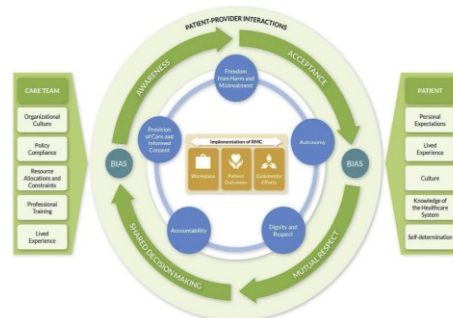 PATIENT-PROVIDER INTERACTIONS
AWARENESS
ACCEPTANCE
CARE TEAM
Organizational
Culture
Policy
Compliance
Resource
Allocations and
Constraints
Professional
Training
Lived
Experience
BIAS
Freedom
from Harm and
Mistreatment
Provision of
Care and
Informed
Consent
Autonomy
Implementation of RMC
Workplace
Patient
Outcomes
Community
Efforts
Accountability
Dignity and
Respect
BIAS
SHARED DECISION MAKING
MUTUAL RESPECT
PATIENT
Personal
Expectations
Lived
Experience
Culture
Knowledge of
the Healthcare
System
Self-determination